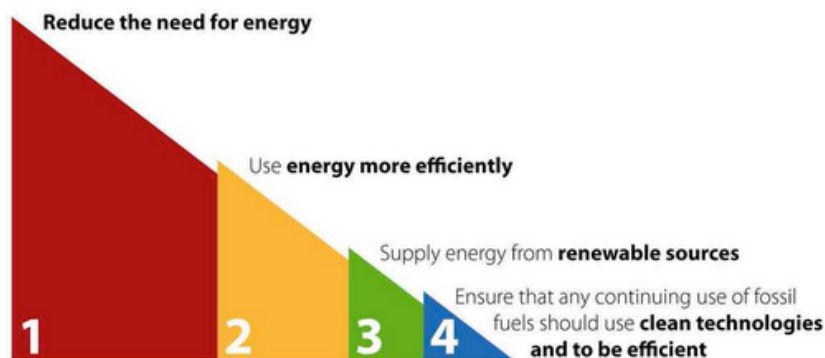 Reduce the need for energy
Use energy more efficiently
Supply energy from renewable sources
Ensure that any continuing use of fossil
fuels should use clean technologies
and to be efficient
1 2 3 4